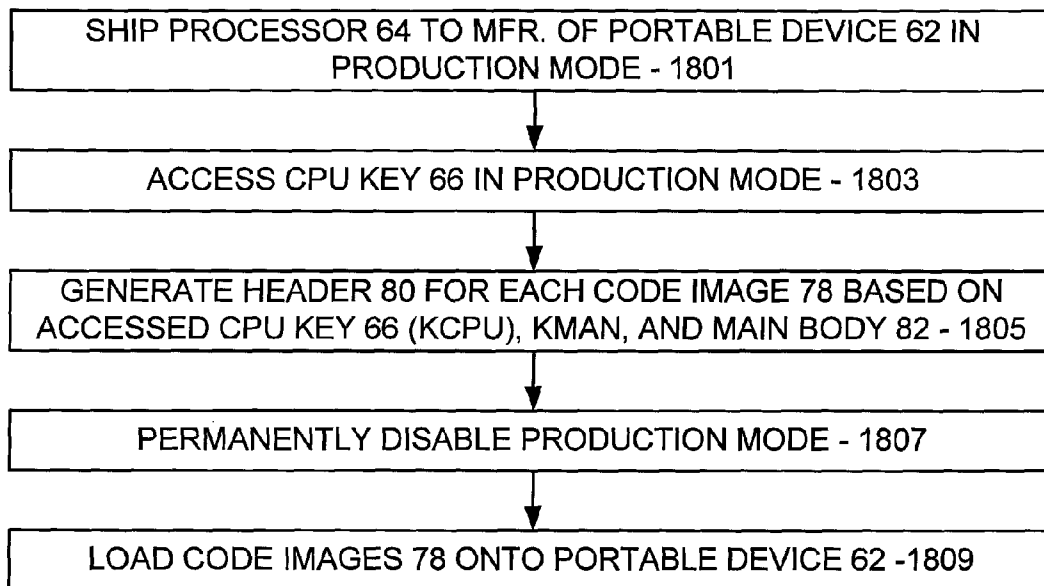 SHIP PROCESSOR 64 TO MFR. OF PORTABLE DEVICE 62 IN
PRODUCTION MODE - 1801
ACCESS CPU KEY 66 IN PRODUCTION MODE - 1803
GENERATE HEADER 80 FOR EACH CODE IMAGE 78 BASED ON
ACCESSED CPU KEY 66 (KCPU), KMAN, AND MAIN BODY 82 - 1805
PERMANENTLY DISABLE PRODUCTION MODE - 1807
LOAD CODE IMAGES 78 ONTO PORTABLE DEVICE 62 -1809